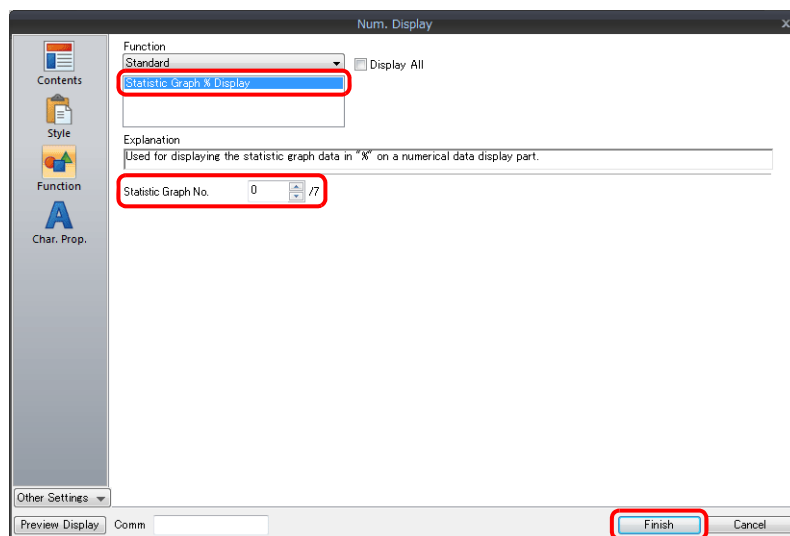 Num. Display
x
Contents
Style
Function
Char. Prop.
Other Settings
Function
Standard
Display All
Statistic Graph % Display
Explanation
Used for displaying the statistic graph data in "%" on a numerical data display part.
Statistic Graph No. 0 /7
Preview Display Comm Finish Cancel